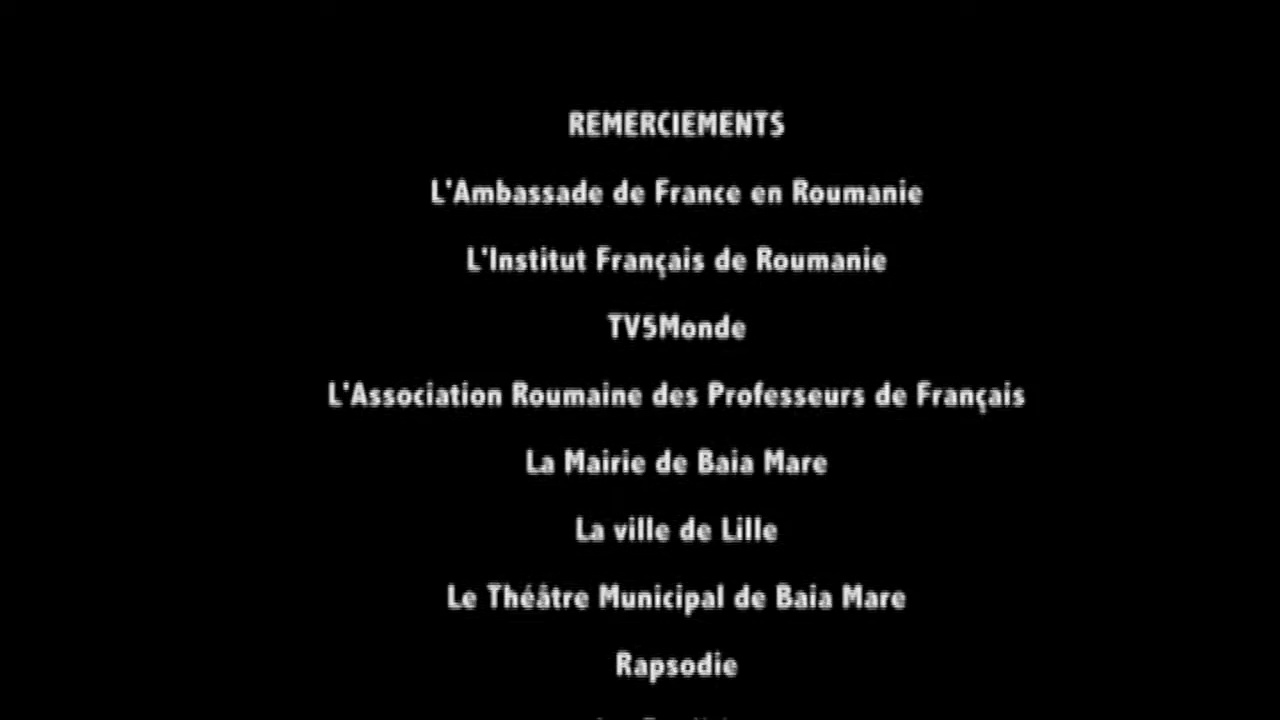 REMERCIEMENTS
L'Ambassade de France en Roumanie
L'Institut Français de Roumanie
TV5Monde
L'Association Roumaine des Professeurs de Français
La Mairie de Baia Mare
La ville de Lille
Le Théâtre Municipal de Baia Mare
Rapsodie